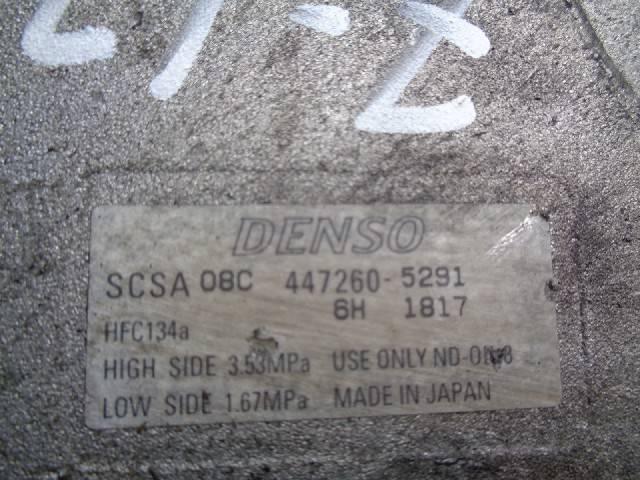 DENSO
SCSA 08C 447260-5291
6H 1817
HFC134a
HIGH SIDE 3.53MPa USE ONLY ND-OIL8
LOW SIDE 1.67MPa MADE IN JAPAN